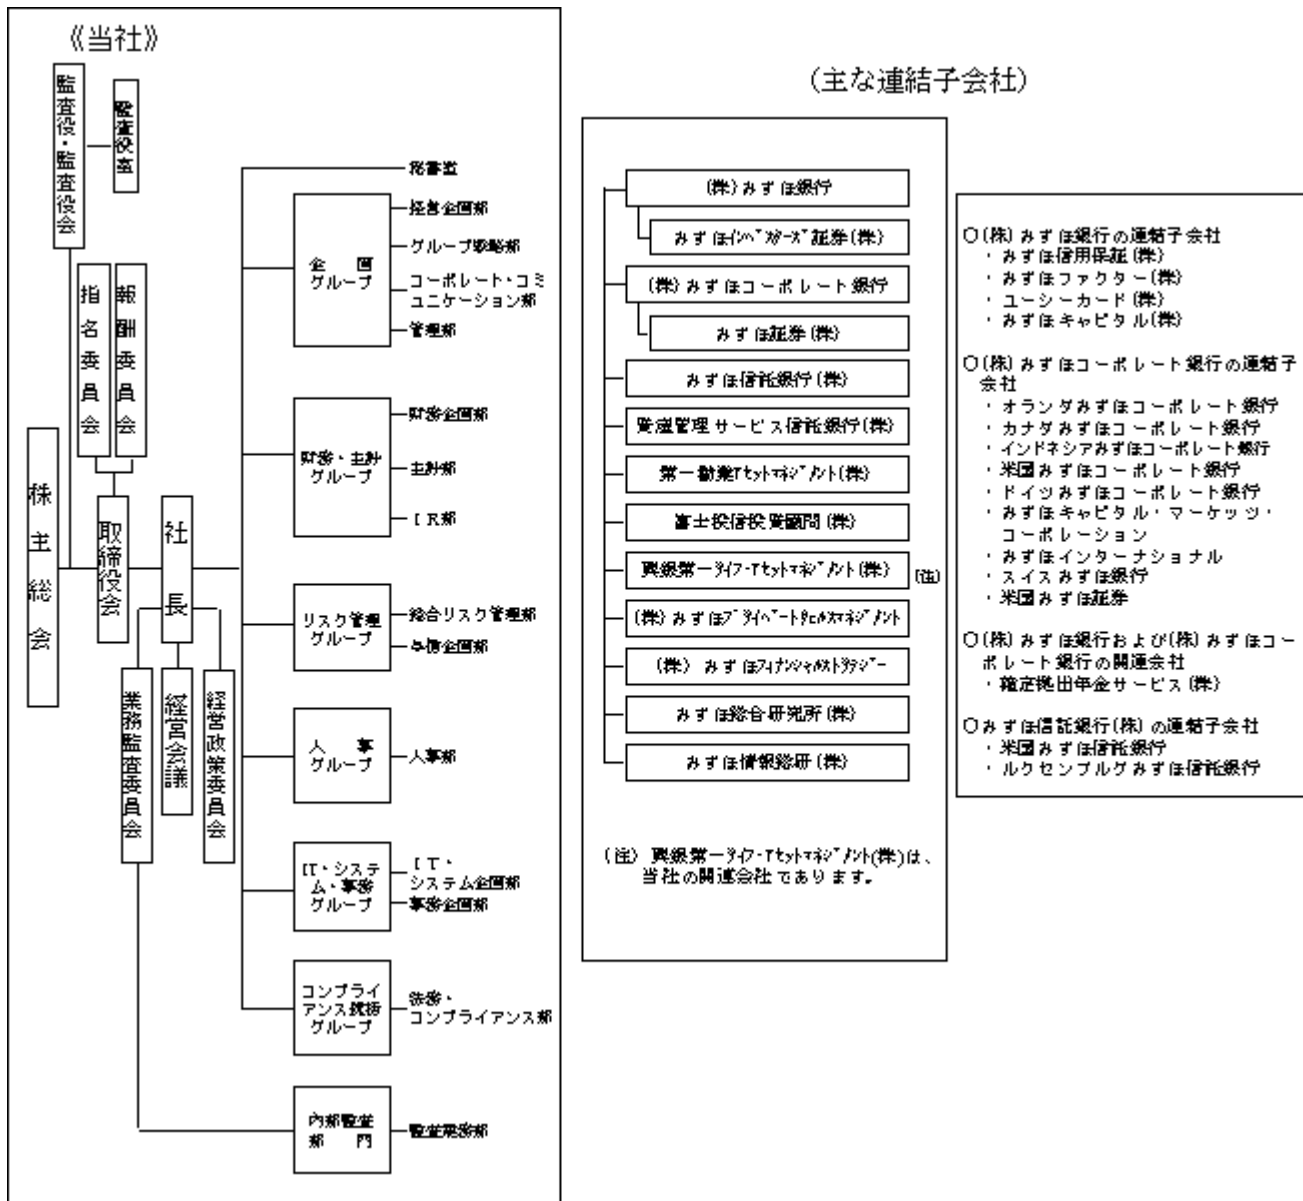 《当社》
監査役・監査役会
監査役室
指名委員会
報酬委員会
株主総会
取締役会
社長
業務監査委員会
経営会議
経営政策委員会
秘書室
企画
グループ
経営企画部
グループ戦略部
コーポレート・コミ
ュニケーション部
管理部
財務・主計
グループ
財務企画部
主計部
IR部
リスク管理
グループ
総合リスク管理部
与信企画部
人事
グループ
人事部
IT・システ
ム・事務
グループ
IT・
システム企画部
事務企画部
コンプライ
アンス統括
グループ
法務・
コンプライアンス部
内部監査
部門
監査業務部
(主な連結子会社)
(株)みずほ銀行
みずほインベスターズ証券(株)
(株)みずほコーポレート銀行
みずほ証券(株)
みずほ信託銀行(株)
資産管理サービス信託銀行(株)
第一勧業アセットマネジメント(株)
富士投信投資顧問(株)
興銀第一ライフ・アセットマネジメント(株)
(注)
(株)みずほプライベートウェルスマネジメント
(株) みずほフィナンシャルストラテジー
みずほ総合研究所(株)
みずほ情報総研(株)
(注) 興銀第一ライフ・アセットマネジメント(株)は、
当社の関連会社であります。
○(株)みずほ銀行の連結子会社
・みずほ信用保証(株)
・みずほファクター(株)
・ユーシーカード(株)
・みずほキャピタル(株)
○(株)みずほコーポレート銀行の連結子
会社
・オランダみずほコーポレート銀行
・カナダみずほコーポレート銀行
・インドネシアみずほコーポレート銀行
・米国みずほコーポレート銀行
・ドイツみずほコーポレート銀行
・みずほキャピタル・マーケッツ・
コーポレーション
・みずほインターナショナル
・スイスみずほ銀行
・米国みずほ証券
○(株)みずほ銀行および(株)みずほコー
ポレート銀行の関連会社
・確定拠出年金サービス(株)
○みずほ信託銀行(株)の連結子会社
・米国みずほ信託銀行
・ルクセンブルグみずほ信託銀行